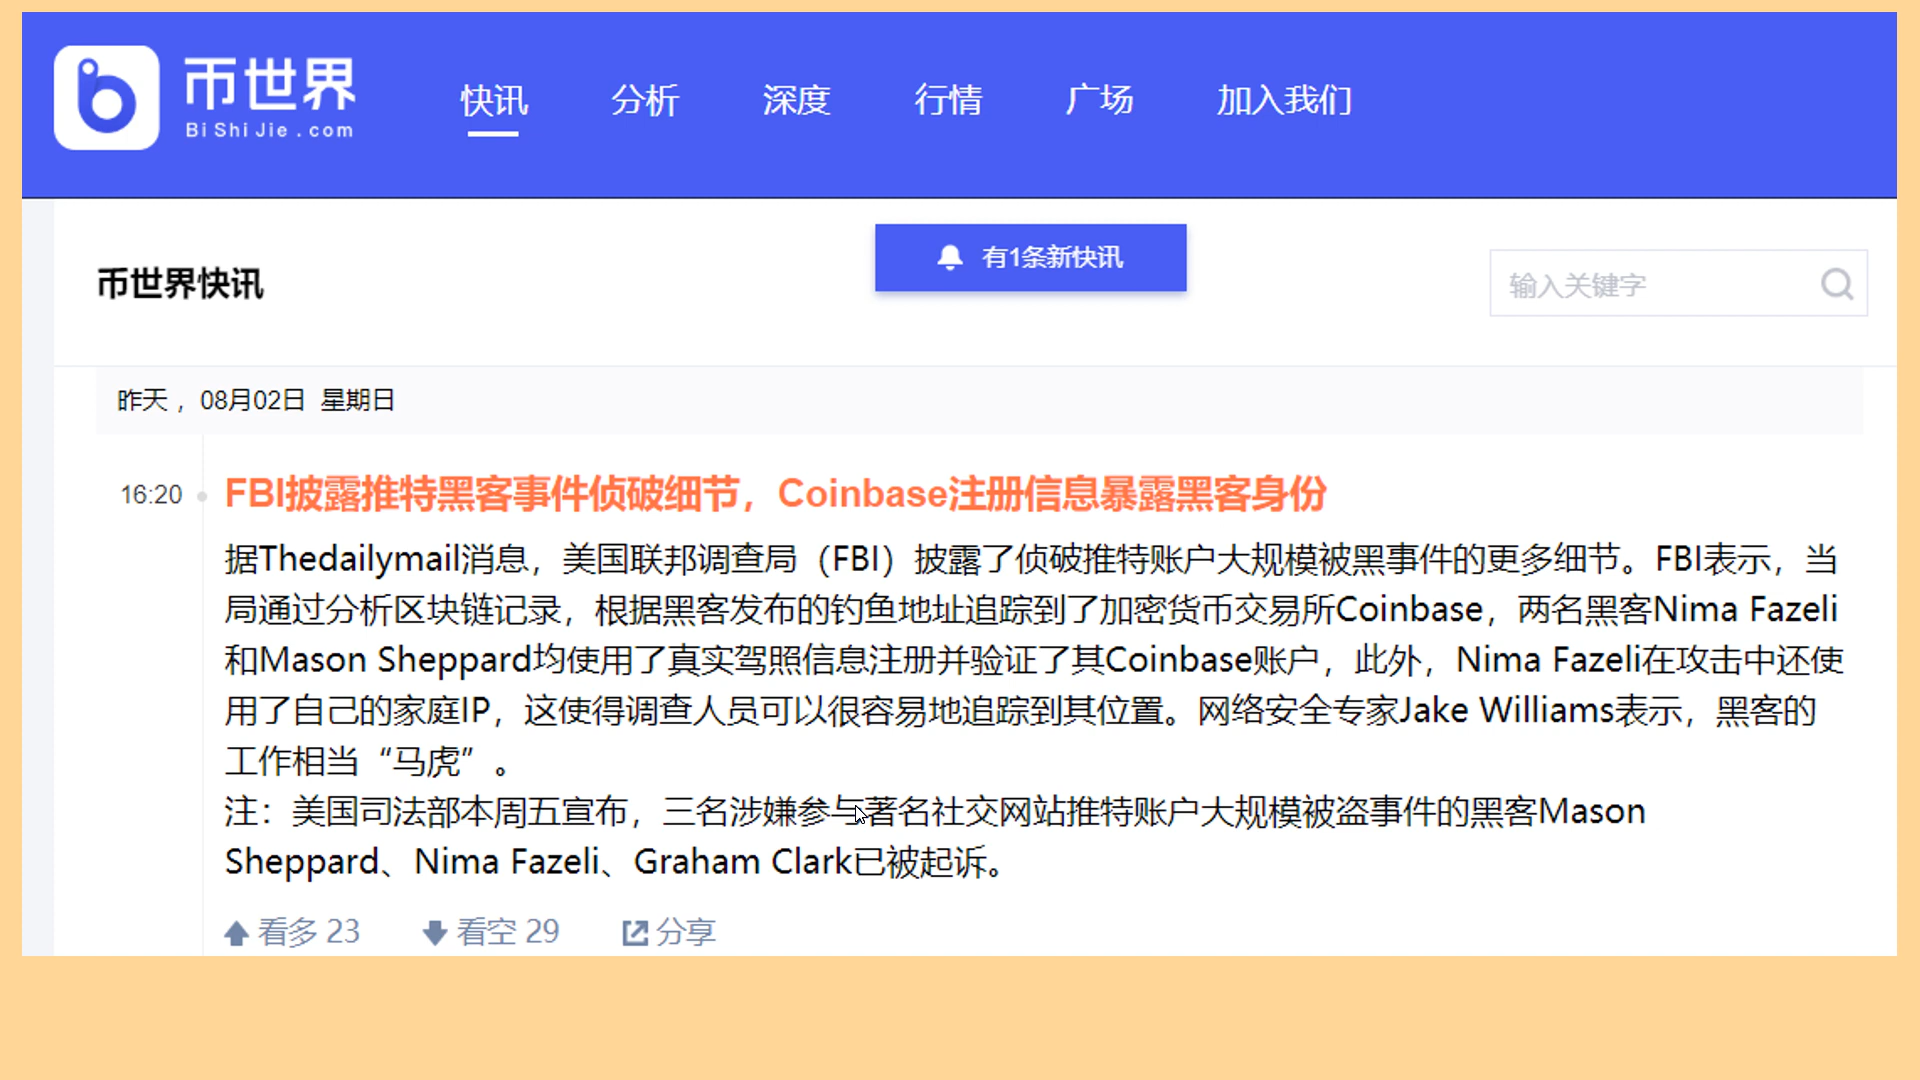 币世界
BiShiJie.com
快讯 分析 深度 行情 广场 加入我们
有1条新快讯
币世界快讯
输入关键字
昨天，08月02日 星期日
16:20
FBI披露推特黑客事件侦破细节，Coinbase注册信息暴露黑客身份
据Thedailymail消息，美国联邦调查局（FBI）披露了侦破推特账户大规模被黑事件的更多细节。FBI表示，当
局通过分析区块链记录，根据黑客发布的钓鱼地址追踪到了加密货币交易所Coinbase，两名黑客Nima Fazeli
和Mason Sheppard均使用了真实驾照信息注册并验证了其Coinbase账户，此外，Nima Fazeli在攻击中还使
用了自己的家庭IP，这使得调查人员可以很容易地追踪到其位置。网络安全专家Jake Williams表示，黑客的
工作相当“马虎”。
注：美国司法部本周五宣布，三名涉嫌参与著名社交网站推特账户大规模被盗事件的黑客Mason
Sheppard、Nima Fazeli、Graham Clark已被起诉。
看多 23 看空 29 分享